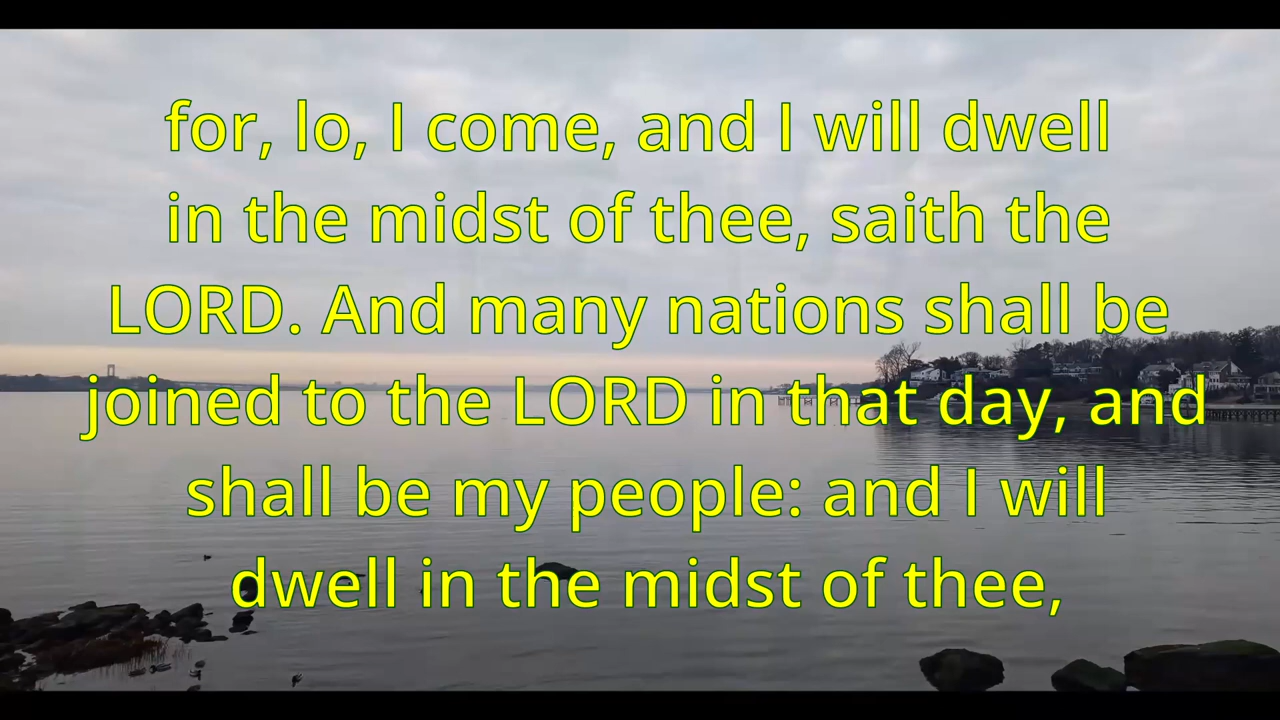 for, lo, I come, and I will dwell
in the midst of thee, saith the
LORD. And many nations shall be
joined to the LORD in that day, and
shall be my people: and I will
dwell in the midst of thee,